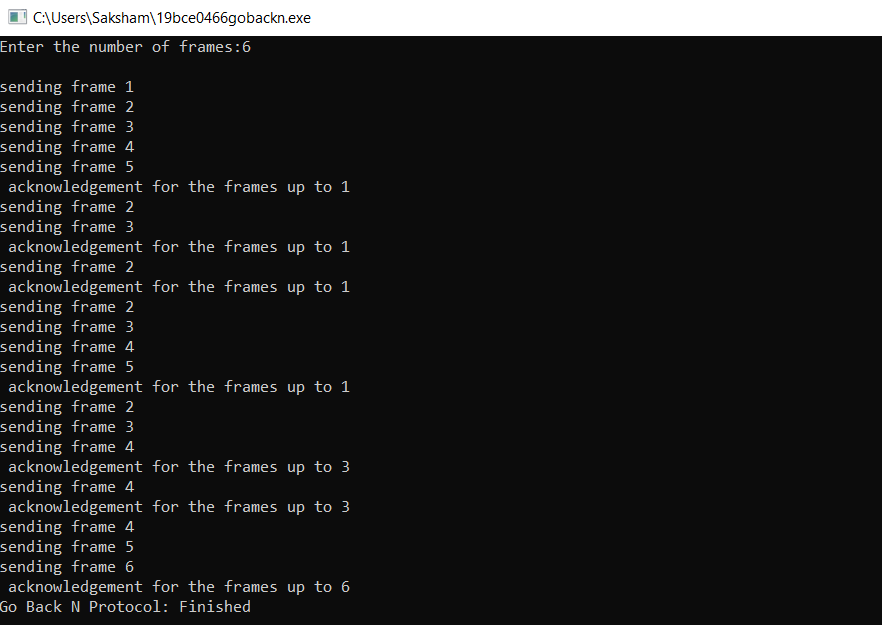 C:\Users\Saksham\19bce0466gobackn.exe
Enter the number of frames:6
sending frame 1
sending frame 2
sending frame 3
sending frame 4
sending frame 5
acknowledgement for the frames up to 1
sending frame 2
sending frame 3
acknowledgement for the frames up to 1
sending frame 2
acknowledgement for the frames up to 1
sending frame 2
sending frame 3
sending frame 4
sending frame 5
acknowledgement for the frames up to 1
sending frame 2
sending frame 3
sending frame 4
acknowledgement for the frames up to 3
sending frame 4
acknowledgement for the frames up to 3
sending frame 4
sending frame 5
sending frame 6
acknowledgement for the frames up to 6
Go Back N Protocol: Finished